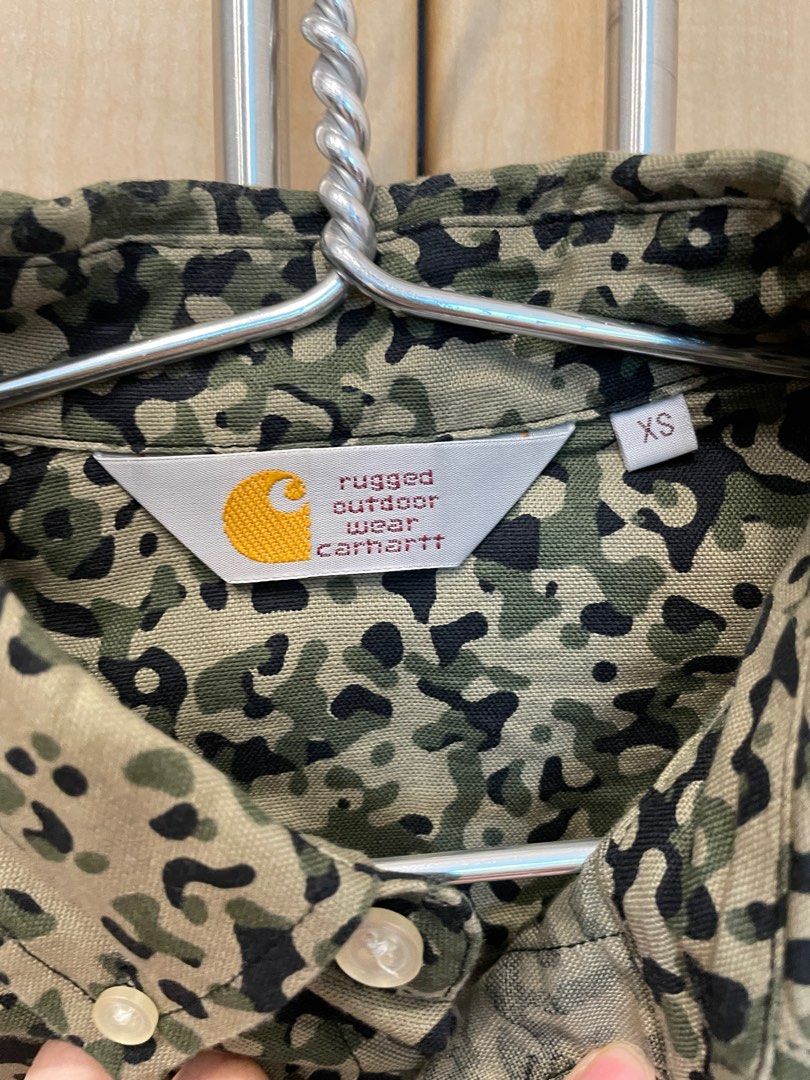 rugged
outdoor
wear
carhartt
XS